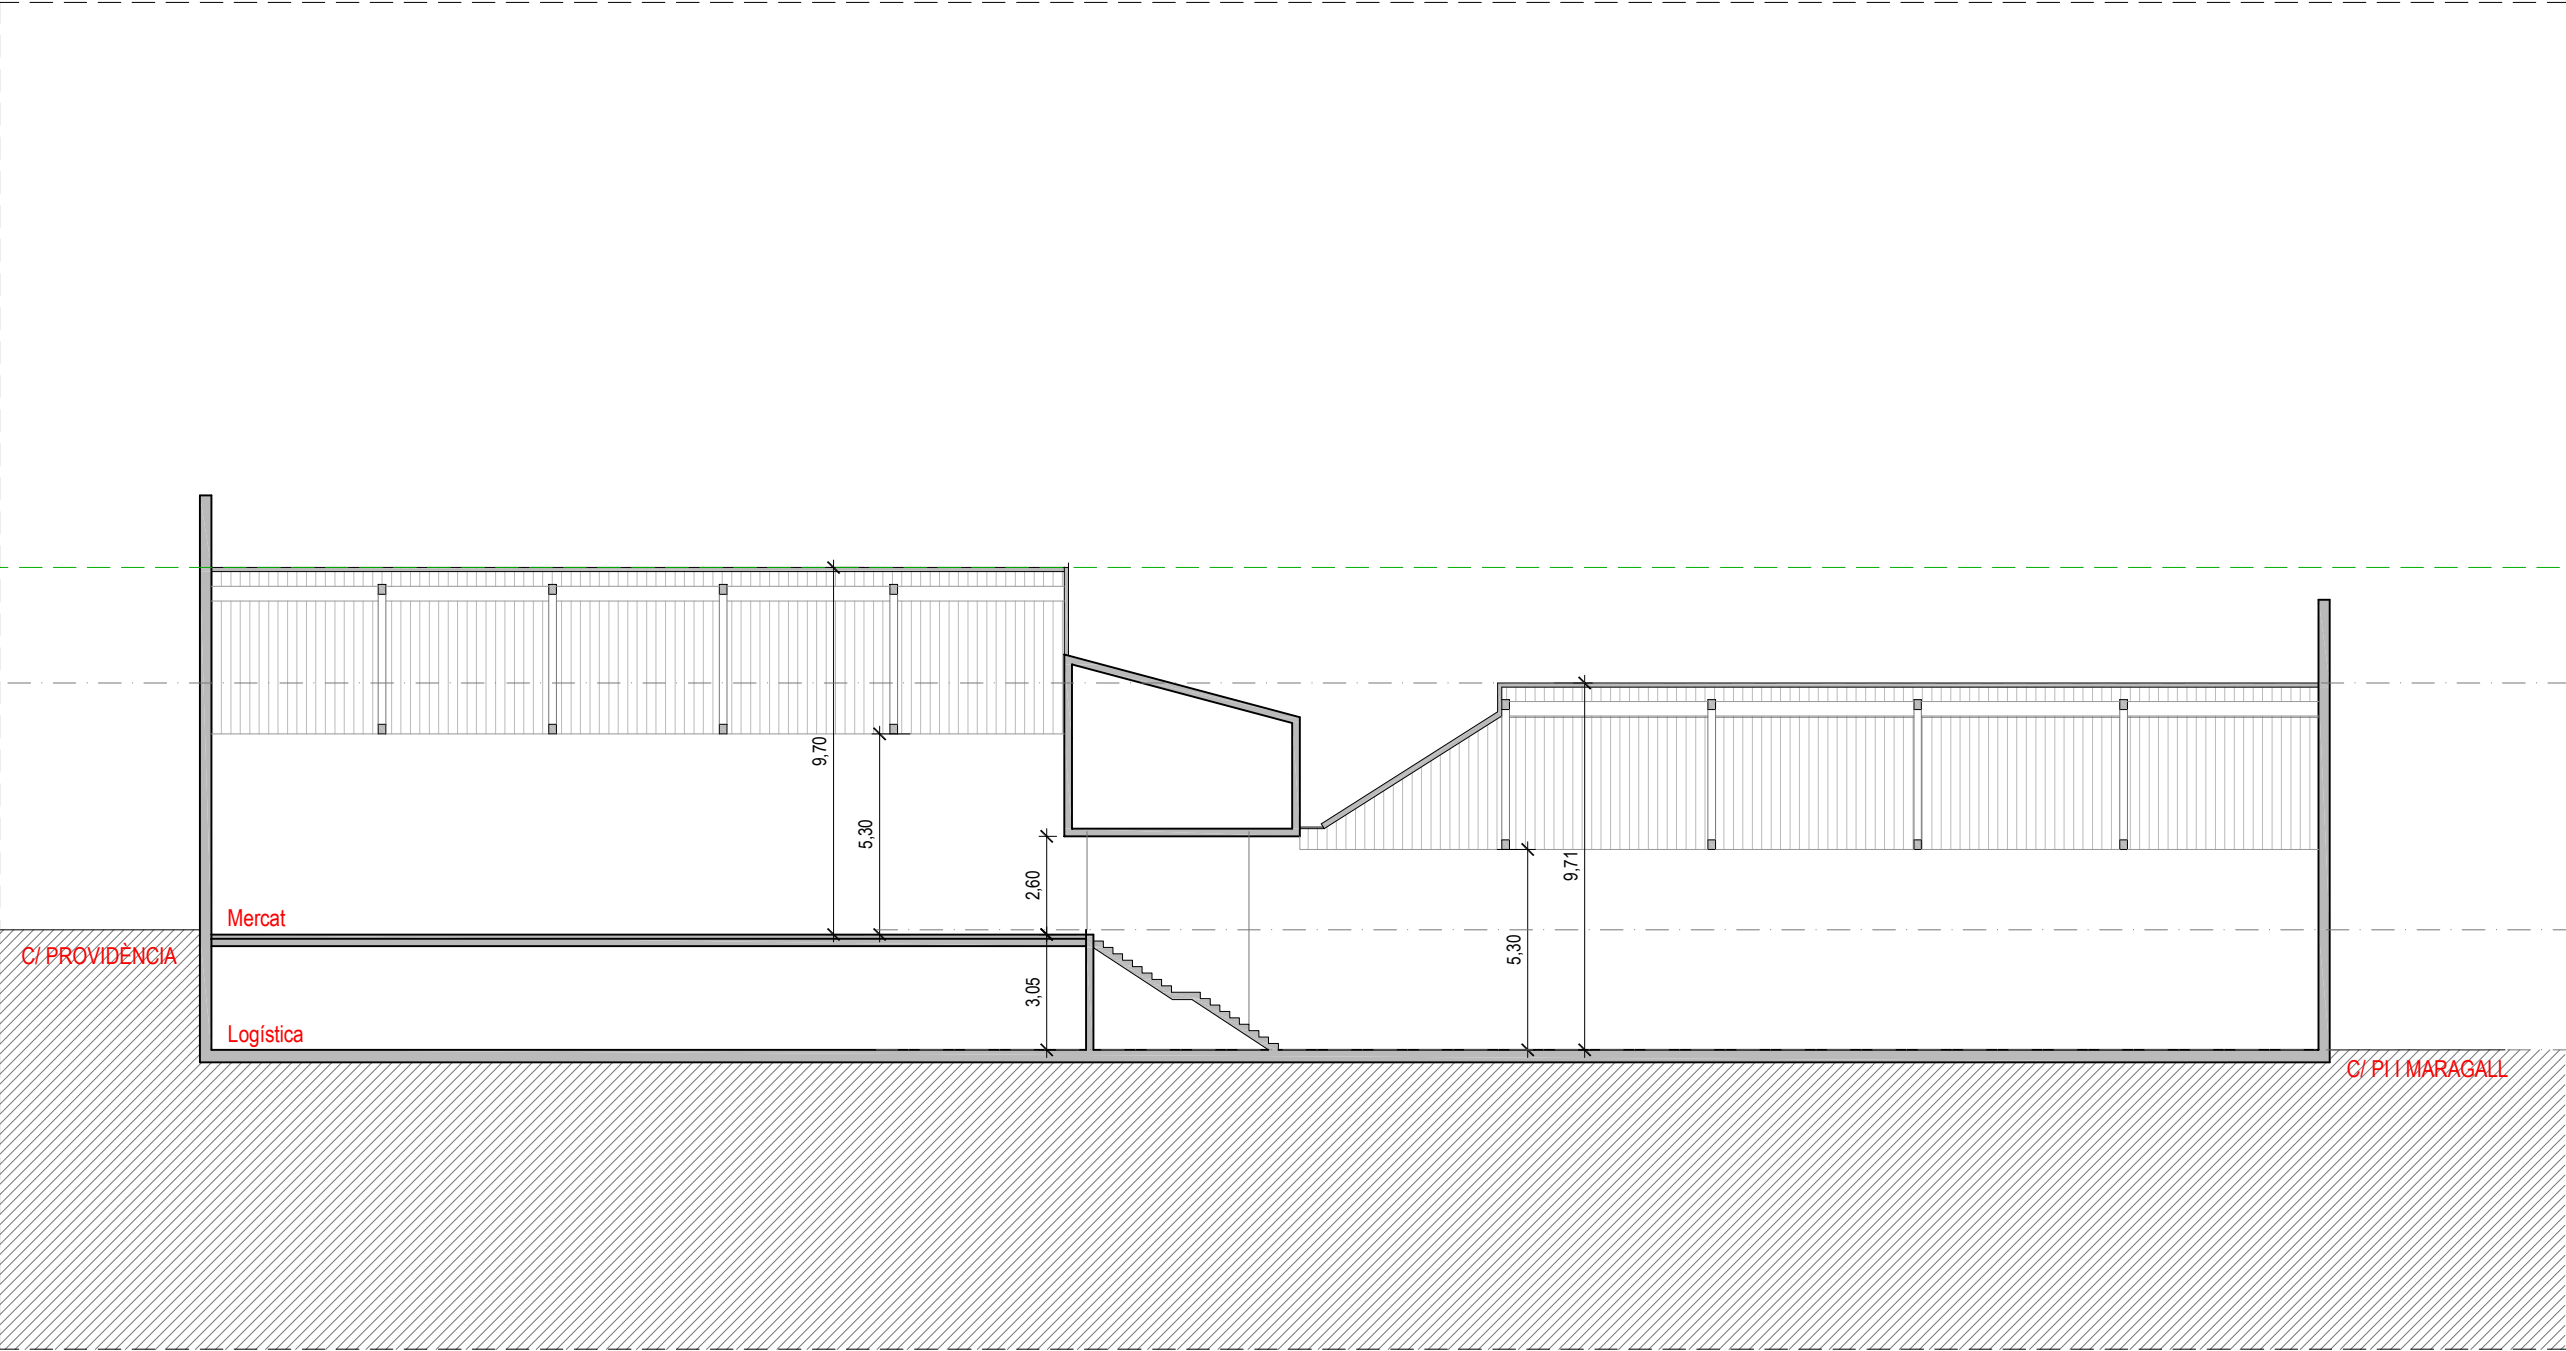 9,70
5,30
2,60
9,71
Mercat
C/ PROVIDÈNCIA
5,30
3,05
Logística
C/ PI I MARAGALL